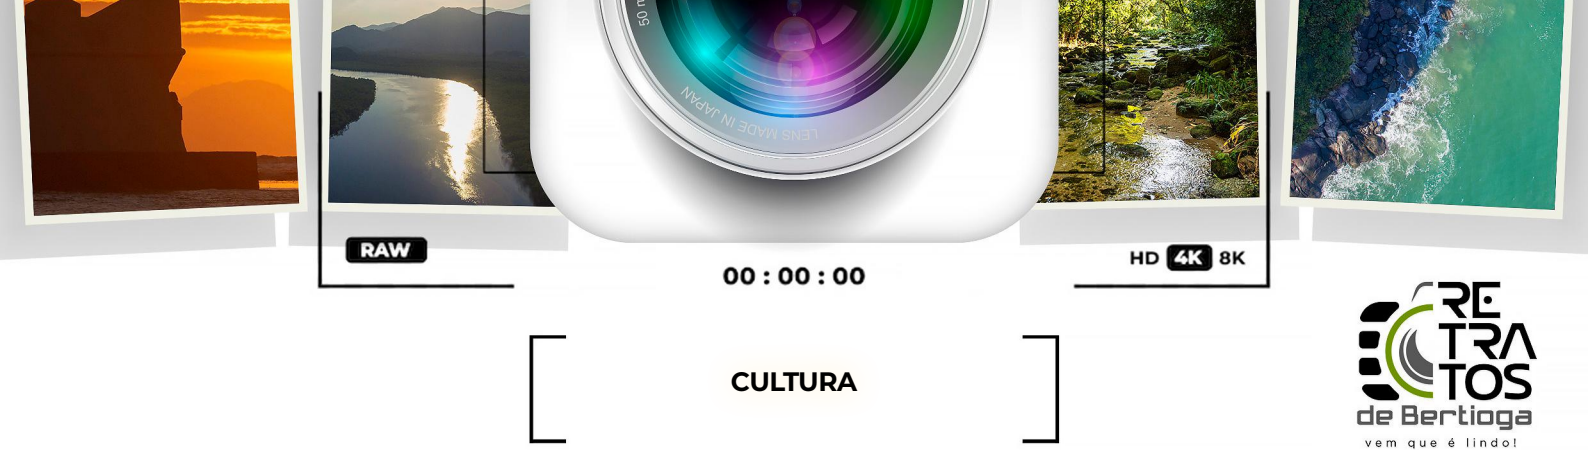 50 m
LENS MADE IN JAPAN
RAW
HD 4K 8K
00 : 00 : 00
CULTURA
RE
TRA
TOS
de Bertioga
vem que é lindo!